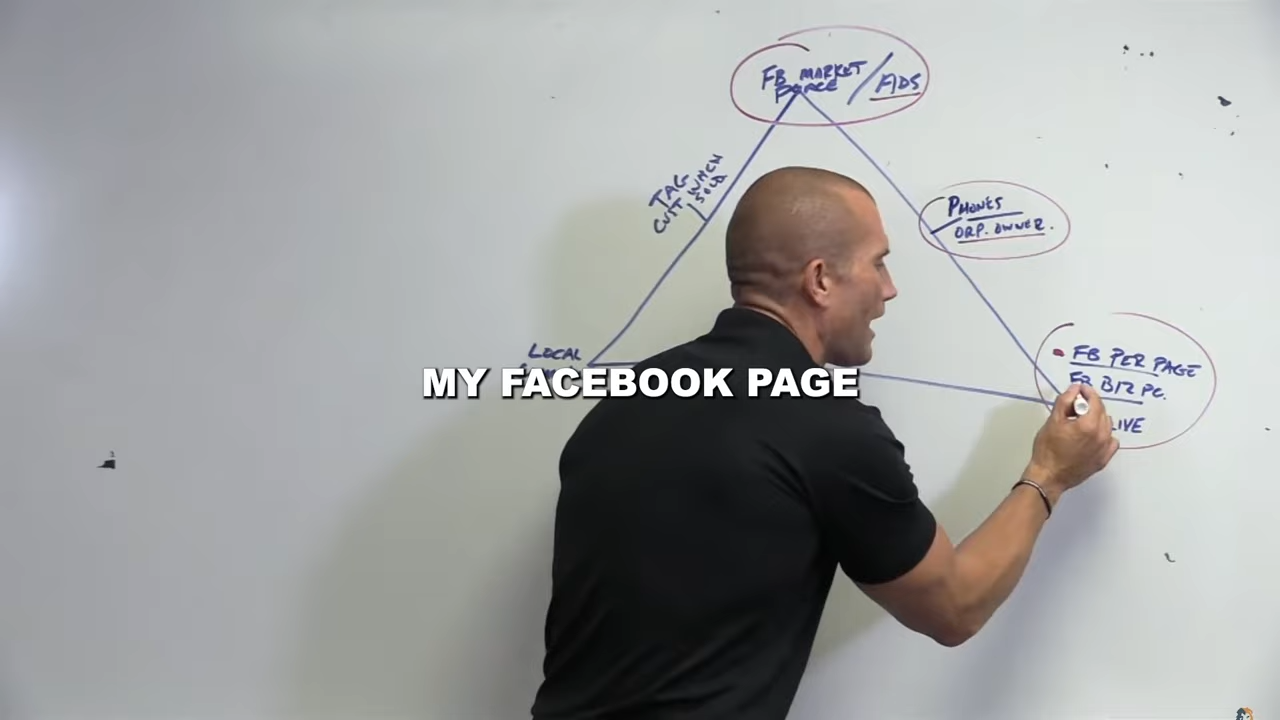 FB MARKET
PLACE / ADS
TAG
CUST. WHEN
SOLD
PHONES
ORP. OWNER.
LOCAL
MY FACEBOOK PAGE
• FB PER PAGE
FB BIZ PG.
LIVE